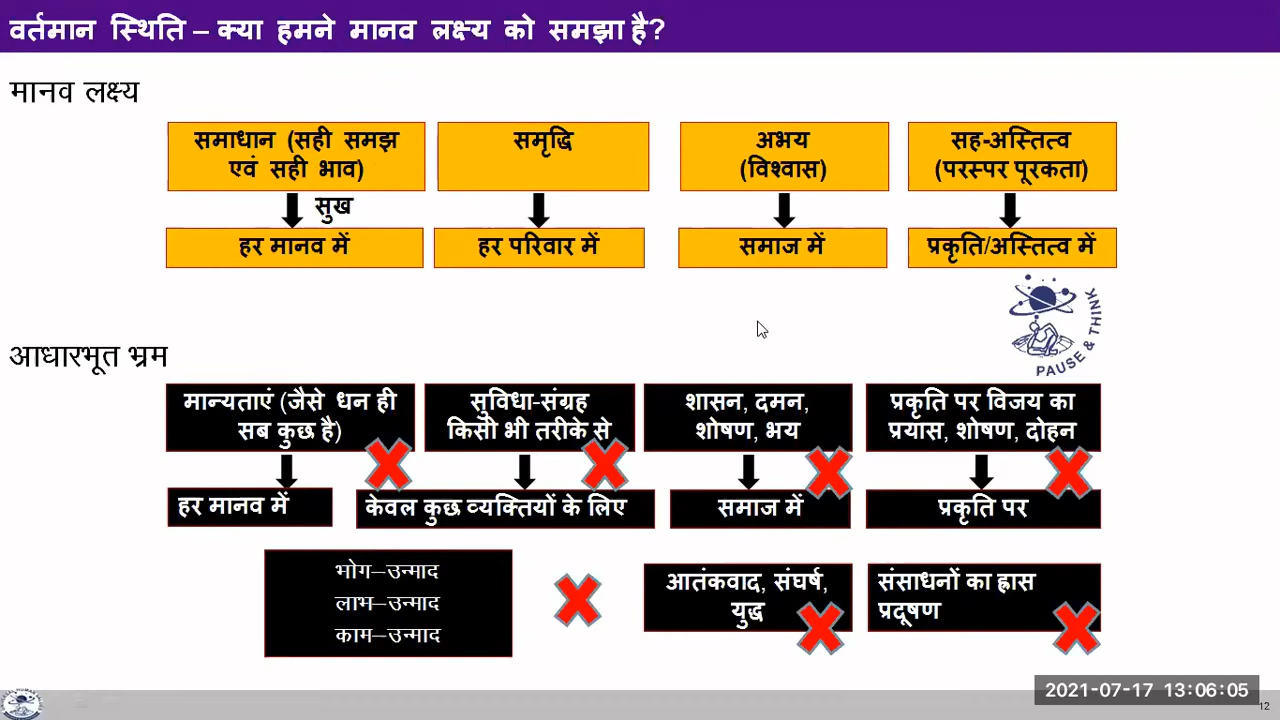 वर्तमान स्थिति – क्या हमने मानव लक्ष्य को समझा है?
मानव लक्ष्य
समाधान (सही समझ
एवं सही भाव)
समृद्धि
अभय
(विश्वास)
सह-अस्तित्व
(परस्पर पूरकता)
सुख
हर मानव में
हर परिवार में
समाज में
प्रकृति/अस्तित्व में
PAUSE & THINK
आधारभूत भ्रम
मान्यताएं (जैसे धन ही
सब कुछ है)
सुविधा-संग्रह
किसी भी तरीके से
शासन, दमन,
शोषण, भय
प्रकृति पर विजय का
प्रयास, शोषण, दोहन
हर मानव में
केवल कुछ व्यक्तियों के लिए
समाज में
प्रकृति पर
भोग–उन्माद
लाभ–उन्माद
काम–उन्माद
आतंकवाद, संघर्ष,
युद्ध
संसाधनों का ह्रास
प्रदूषण
2021-07-17 13:06:05
12